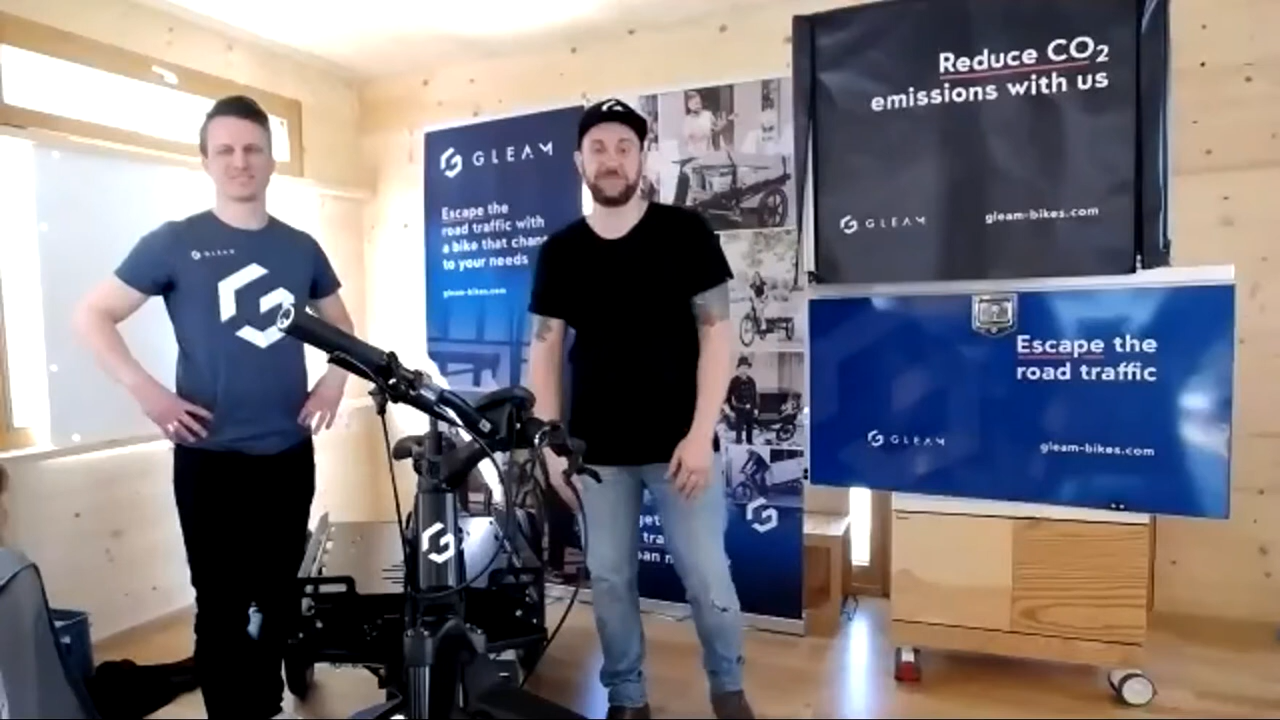 GLEAM
Escape the
road traffic with
a bike that chang
to your needs
gleam-bikes.com
GLEAM
Reduce CO2
emissions with us
GLEAM
gleam-bikes.com
Escape the
road traffic
GLEAM
gleam-bikes.com